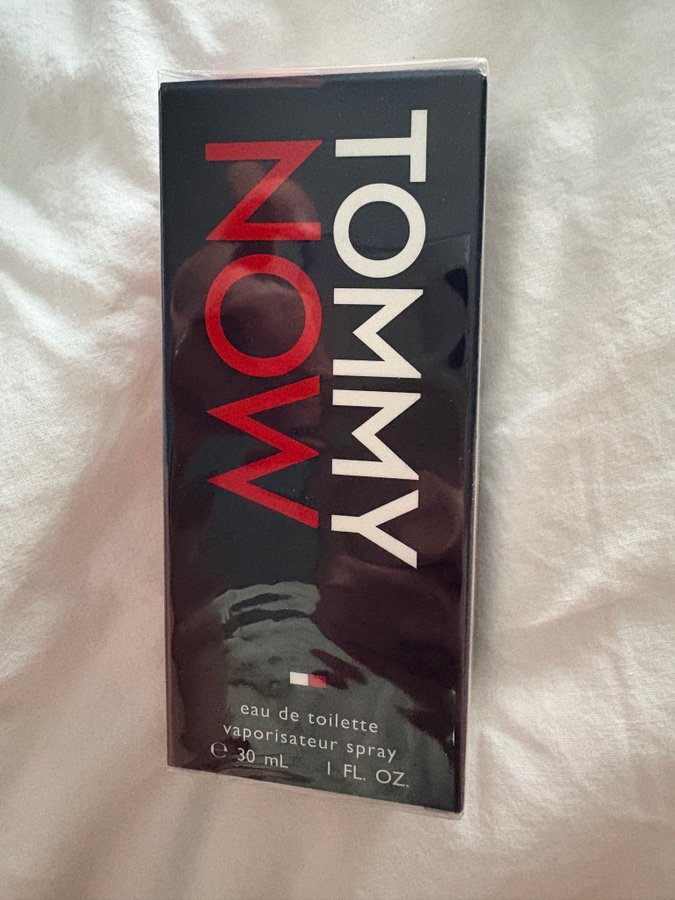 TOMMY
NOW
eau de toilette
vaporisateur spray
℮ 30 mL 1 FL. OZ.